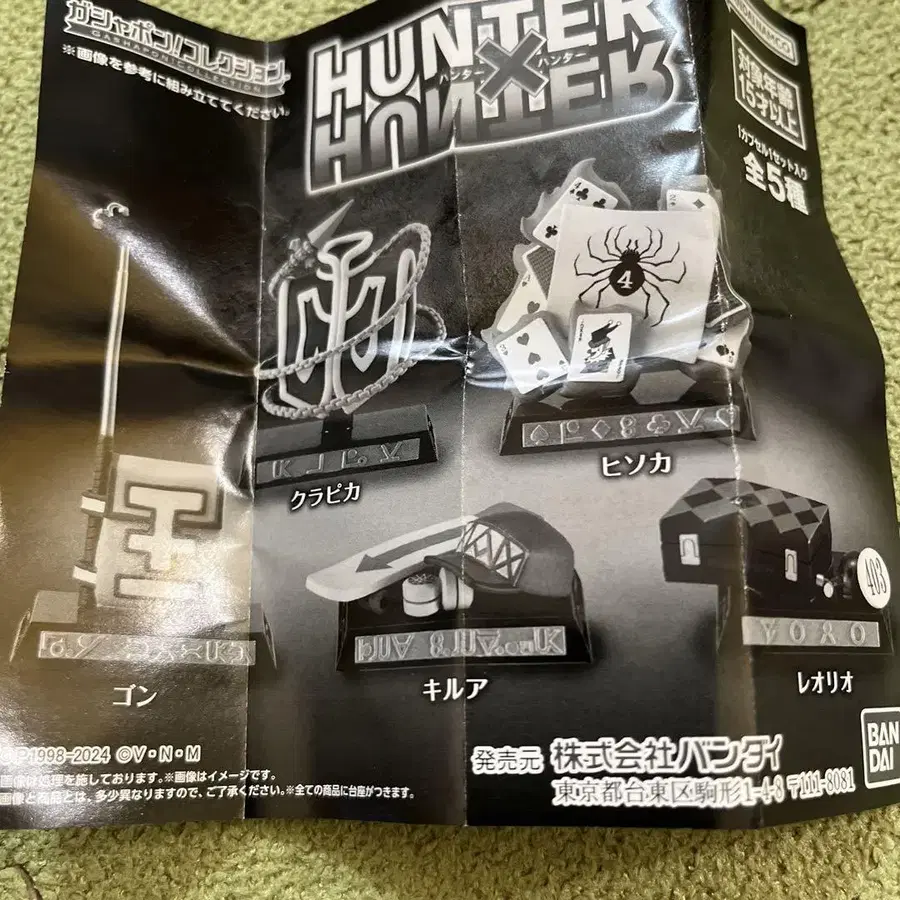 ガシャポン!コレクション
GASHAPON!COLLECTION
※画像を参考に組み立ててください。
HUNTER
ハンター×ハンター
HUNTER
BANDAI NAMCO
対象年齢
15才以上
1カプセル1セット入り
全5種
4
クラピカ
ヒソカ
403
ゴン
キルア
レオリオ
©P1998-2024 ©V・N・M
画像は処理を施しております。※画像はイメージです。
画像と商品とは、多少異なりますので、ご了承ください。※全ての商品に台座がつきます。
発売元 株式会社バンダイ
東京都台東区駒形1-4-8 〒111-8081
BAN
DAI